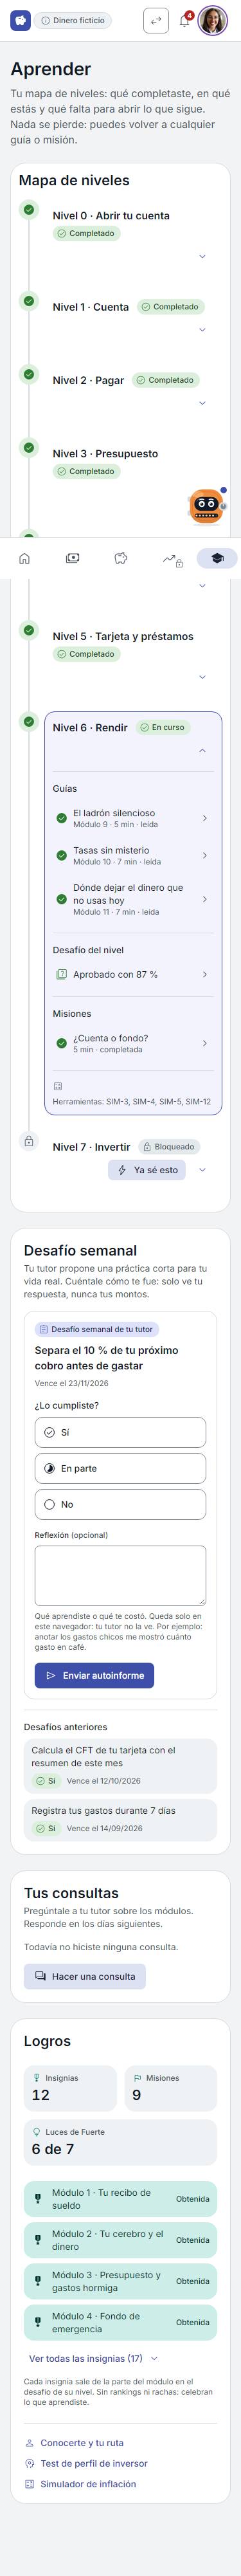 Dinero ficticio
4
Aprender
Tu mapa de niveles: qué completaste, en qué
estás y qué falta para abrir lo que sigue.
Nada se pierde: puedes volver a cualquier
guía o misión.
Mapa de niveles
Nivel 0 · Abrir tu cuenta
Completado
Nivel 1 · Cuenta
Completado
Nivel 2 · Pagar
Completado
Nivel 3 · Presupuesto
Completado
Nivel 5 · Tarjeta y préstamos
Completado
Nivel 6 · Rendir
En curso
Guías
El ladrón silencioso
Módulo 9 · 5 min · leída
Tasas sin misterio
Módulo 10 · 7 min · leída
Dónde dejar el dinero que
no usas hoy
Módulo 11 · 7 min · leída
Desafío del nivel
Aprobado con 87 %
Misiones
¿Cuenta o fondo?
5 min · completada
Herramientas: SIM-3, SIM-4, SIM-5, SIM-12
Nivel 7 · Invertir
Bloqueado
Ya sé esto
Desafío semanal
Tu tutor propone una práctica corta para tu
vida real. Cuéntale cómo te fue: solo ve tu
respuesta, nunca tus montos.
Desafío semanal de tu tutor
Separa el 10 % de tu próximo
cobro antes de gastar
Vence el 23/11/2026
¿Lo cumpliste?
Sí
En parte
No
Reflexión (opcional)
Qué aprendiste o qué te costó. Queda solo en
este navegador: tu tutor no la ve. Por ejemplo:
anotar los gastos chicos me mostró cuánto
gasto en café.
Enviar autoinforme
Desafíos anteriores
Calcula el CFT de tu tarjeta con el
resumen de este mes
Sí
Vence el 12/10/2026
Registra tus gastos durante 7 días
Sí
Vence el 14/09/2026
Tus consultas
Pregúntale a tu tutor sobre los módulos.
Responde en los días siguientes.
Todavía no hiciste ninguna consulta.
Hacer una consulta
Logros
Insignias
12
Misiones
9
Luces de Fuerte
6 de 7
Módulo 1 · Tu recibo de
sueldo
Obtenida
Módulo 2 · Tu cerebro y el
dinero
Obtenida
Módulo 3 · Presupuesto y
gastos hormiga
Obtenida
Módulo 4 · Fondo de
emergencia
Obtenida
Ver todas las insignias (17)
Cada insignia sale de la parte del módulo en el
desafío de su nivel. Sin rankings ni rachas: celebran
lo que aprendiste.
Conocerte y tu ruta
Test de perfil de inversor
Simulador de inflación